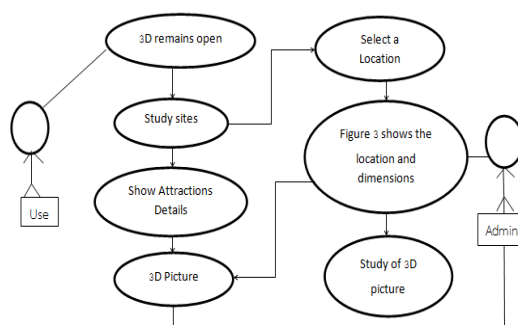 3D remains open
Study sites
Show Attractions
Details
3D Picture
Select a
Location
Figure 3 shows the
location and
dimensions
Study of 3D
picture
Use
Admin